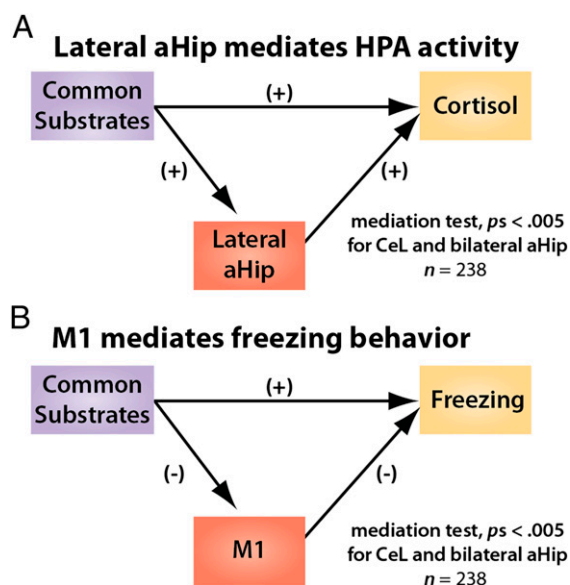 A
Lateral aHip mediates HPA activity
Common
Substrates
(+)
Cortisol
(+)
(+)
Lateral
aHip
mediation test, ps < .005
for CeL and bilateral aHip
n = 238
B
M1 mediates freezing behavior
Common
Substrates
(+)
Freezing
(-)
(-)
M1
mediation test, ps < .005
for CeL and bilateral aHip
n = 238